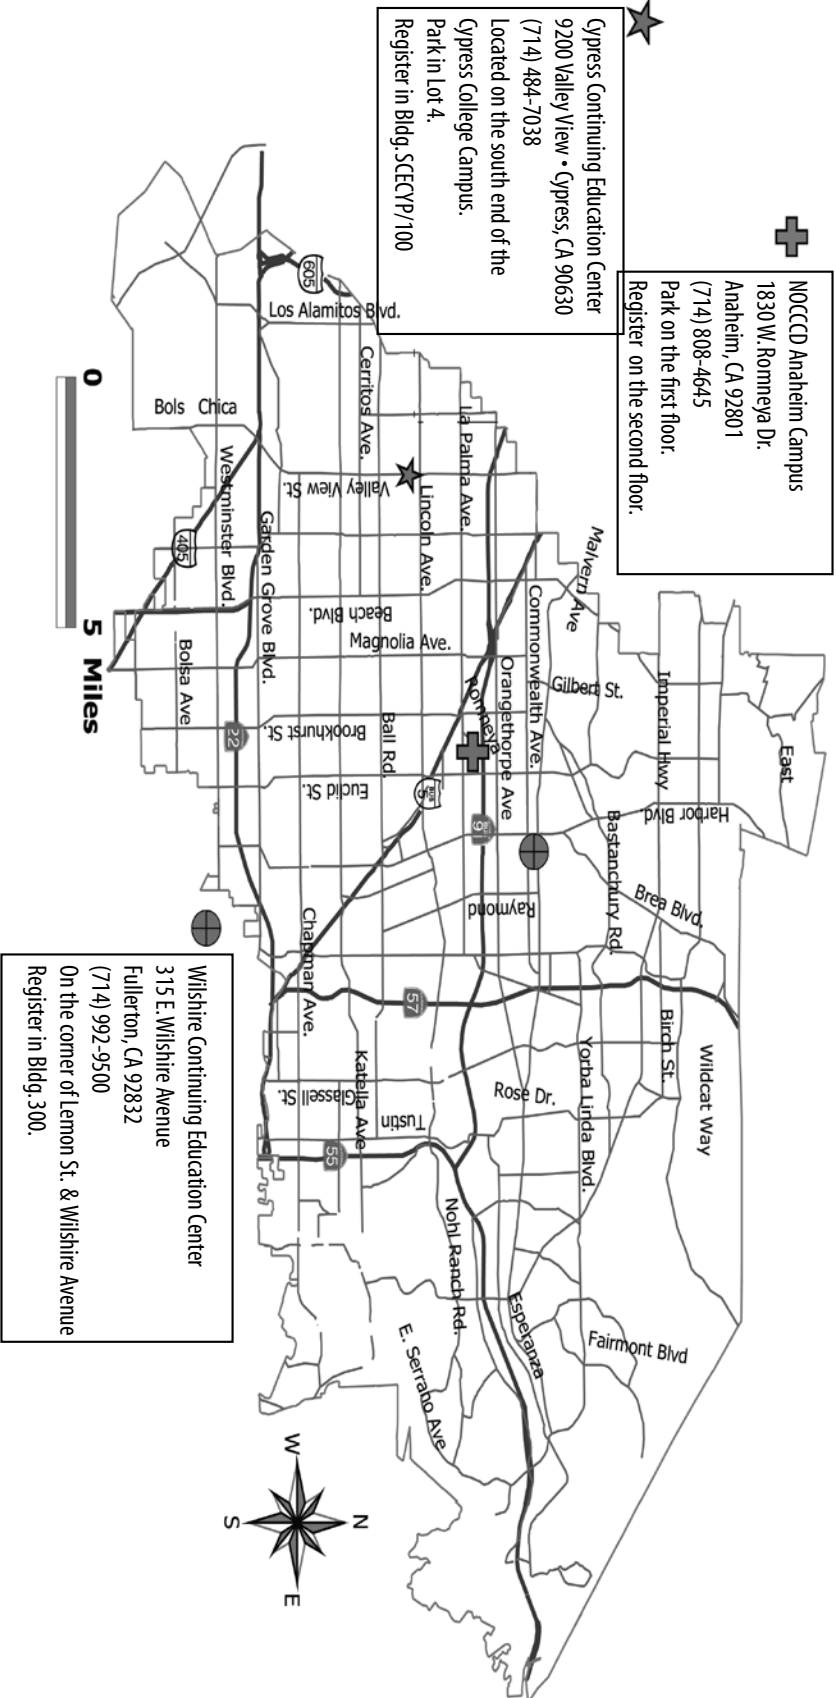 Cypress Continuing Education Center
9200 Valley View • Cypress, CA 90630
(714) 484-7038
Located on the south end of the
Cypress College Campus.
Park in Lot 4.
Register in Bldg. SCECYP/100
NOCCCD Anaheim Campus
1830 W. Romneya Dr.
Anaheim, CA 92801
(714) 808-4645
Park on the first floor.
Register on the second floor.
Wilshire Continuing Education Center
315 E. Wilshire Avenue
Fullerton, CA 92832
(714) 992-9500
On the corner of Lemon St. & Wilshire Avenue
Register in Bldg. 300.
605
Los Alamitos Blvd.
Cerritos Ave.
Bols Chica
La Palma Ave.
Valley View St.
Lincoln Ave.
Westminster Blvd.
405
Garden Grove Blvd.
Malvern Ave
Commonwealth Ave.
Beach Blvd.
Magnolia Ave.
Bolsa Ave
Orangethorpe Ave
Gilbert St.
Imperial Hwy
Romneya
Ball Rd.
Brookhurst St.
22
East
Euclid St.
BUS
5
91
Harbor Blvd.
Bastanchury Rd.
Brea Blvd.
Raymond
Chapman Ave.
57
Birch St.
Wildcat Way
Yorba Linda Blvd.
Katella Ave
Glassell St.
Rose Dr.
Tustin
55
Nohl Ranch Rd.
Esperanza
Fairmont Blvd
E. Serrano Ave
0 5 Miles
N
W
E
S